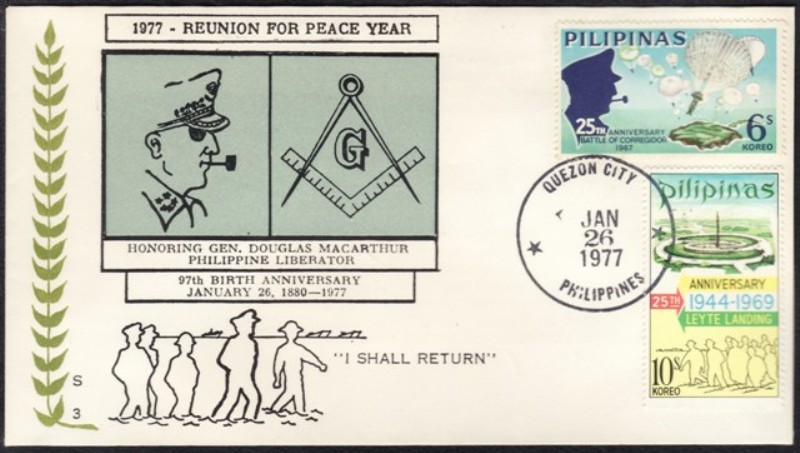 1977 - REUNION FOR PEACE YEAR
G
HONORING GEN. DOUGLAS MACARTHUR
PHILIPPINE LIBERATOR
97th BIRTH ANNIVERSARY
JANUARY 26, 1880—1977
"I SHALL RETURN"
S
3
PILIPINAS
25TH ANNIVERSARY
BATTLE OF CORREGIDOR
1967
6s
KOREO
QUEZON CITY
JAN
26
1977
PHILIPPINES
pilipinas
ANNIVERSARY
25TH 1944-1969
LEYTE LANDING
10s
KOREO